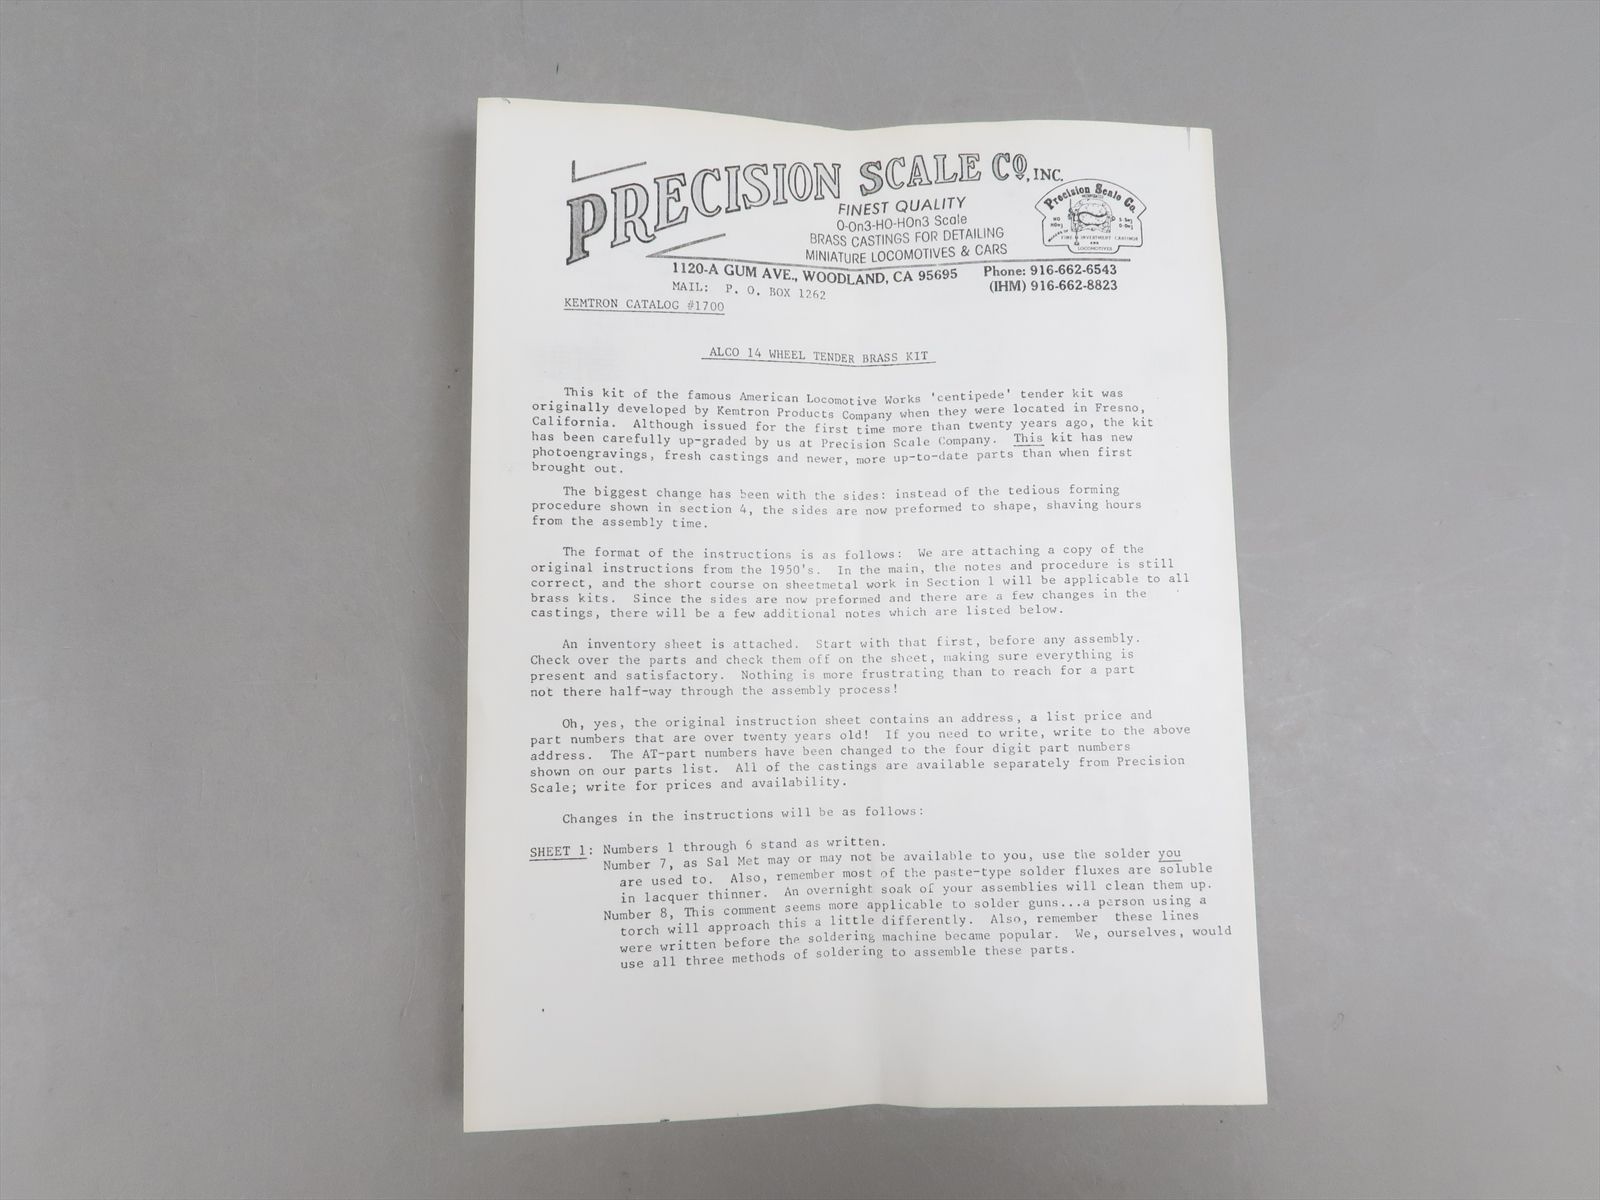 PRECISION SCALE CO., INC.
FINEST QUALITY
O-On3-HO-HOn3 Scale
BRASS CASTINGS FOR DETAILING
MINIATURE LOCOMOTIVES & CARS
Precision Scale Co.
HO
HOn3
FINE INVESTMENT CASTINGS
AND
LOCOMOTIVES
1120-A GUM AVE., WOODLAND, CA 95695
Phone: 916-662-6543
(IHM) 916-662-8823
MAIL: P. O. BOX 1262
KEMTRON CATALOG #1700
ALCO 14 WHEEL TENDER BRASS KIT
This kit of the famous American Locomotive Works 'centipede' tender kit was
originally developed by Kemtron Products Company when they were located in Fresno,
California. Although issued for the first time more than twenty years ago, the kit
has been carefully up-graded by us at Precision Scale Company. This kit has new
photoengravings, fresh castings and newer, more up-to-date parts than when first
brought out.
The biggest change has been with the sides: instead of the tedious forming
procedure shown in section 4, the sides are now preformed to shape, shaving hours
from the assembly time.
The format of the instructions is as follows: We are attaching a copy of the
original instructions from the 1950's. In the main, the notes and procedure is still
correct, and the short course on sheetmetal work in Section 1 will be applicable to all
brass kits. Since the sides are now preformed and there are a few changes in the
castings, there will be a few additional notes which are listed below.
An inventory sheet is attached. Start with that first, before any assembly.
Check over the parts and check them off on the sheet, making sure everything is
present and satisfactory. Nothing is more frustrating than to reach for a part
not there half-way through the assembly process!
Oh, yes, the original instruction sheet contains an address, a list price and
part numbers that are over twenty years old! If you need to write, write to the above
address. The AT-part numbers have been changed to the four digit part numbers
shown on our parts list. All of the castings are available separately from Precision
Scale; write for prices and availability.
Changes in the instructions will be as follows:
SHEET 1: Numbers 1 through 6 stand as written.
Number 7, as Sal Met may or may not be available to you, use the solder you
are used to. Also, remember most of the paste-type solder fluxes are soluble
in lacquer thinner. An overnight soak of your assemblies will clean them up.
Number 8, This comment seems more applicable to solder guns...a person using a
torch will approach this a little differently. Also, remember these lines
were written before the soldering machine became popular. We, ourselves, would
use all three methods of soldering to assemble these parts.